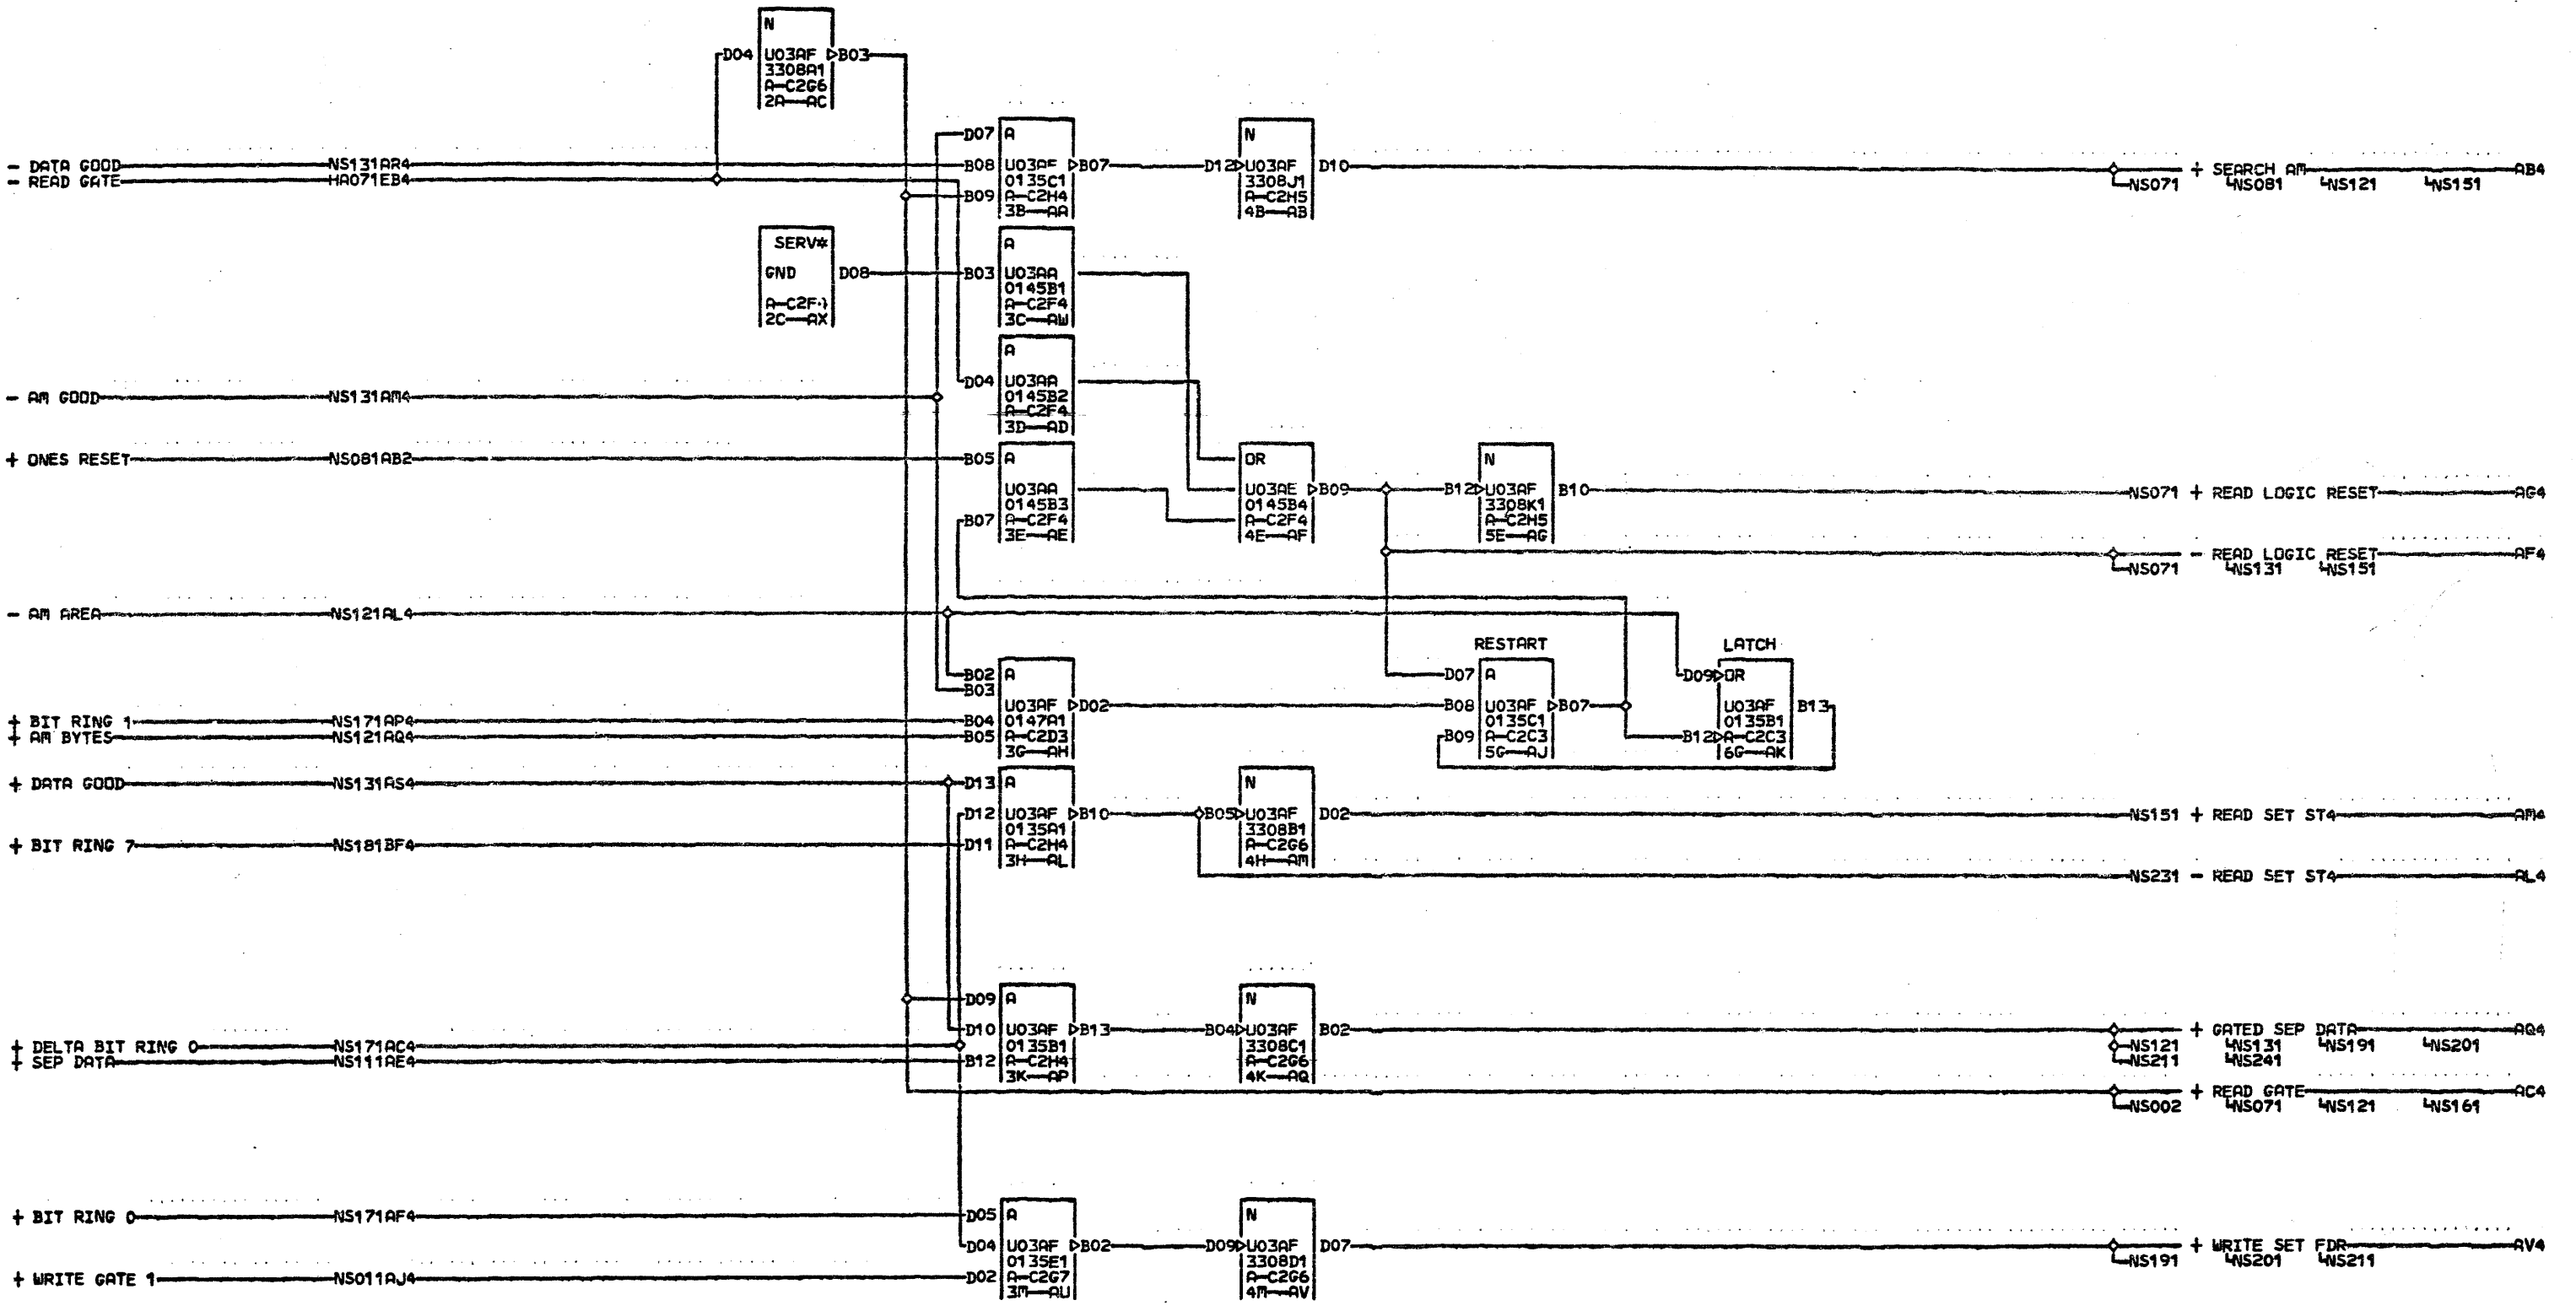 N
D04 U03AF B03
3308A1
A-C2G6
2A-AC
D07 A
N
- DATA GOOD NS131AR4 B08 U03AF B07 D12 U03AF D10 + SEARCH AM AB4
- READ GATE HA071EB4 0135C1 3308J1 NS071 NS081 NS121 NS151
B09 A-C2H4 A-C2H5
3B-AA 4B-AB
SERV* A
GND D08 B03 U03AA
0145B1
A-C2F4
2C-AX 3C-AW
A
D04 U03AA
- AM GOOD NS131AM4 0145B2
A-C2F4
3D-AD
+ ONES RESET NS081AB2 B05 A OR N
U03AA U03AE B09 B12 U03AF B10 NS071 + READ LOGIC RESET AG4
0145B3 0145B4 3308K1
B07 A-C2F4 A-C2F4 A-C2H5
3E-AE 4E-AF 5E-AG
- READ LOGIC RESET AF4
NS071 NS131 NS151
- AM AREA NS121AL4
RESTART LATCH
B02 A D07 A D09 OR
B03
U03AF D02 B08 U03AF B07 U03AF B13
+ BIT RING 1 NS171AP4 B04 0147A1 0135C1 0135B1
+ AM BYTES NS121AQ4 B05 A-C2D3 B09 A-C2C3 B12 A-C2C3
3G-AH 5G-AJ 6G-AK
+ DATA GOOD NS131AS4 D13 A N
D12 U03AF B10 B05 U03AF D02 NS151 + READ SET ST4 AM4
0135A1 3308B1
+ BIT RING 7 NS181BF4 D11 A-C2H4 A-C2G6
3H-AL 4H-AM
NS231 - READ SET ST4 AL4
D09 A N
D10 U03AF B13 B04 U03AF B02 + GATED SEP DATA AQ4
+ DELTA BIT RING 0 NS171AC4 0135B1 3308C1 NS121 NS131 NS191 NS201
+ SEP DATA NS111AE4 B12 A-C2H4 A-C2G6 NS211 NS241
3K-AP 4K-AQ
+ READ GATE AC4
NS002 NS071 NS121 NS161
+ BIT RING 0 NS171AF4 D05 A N
D04 U03AF B02 D09 U03AF D07 + WRITE SET FDR AV4
0135E1 3308D1 NS191 NS201 NS211
+ WRITE GATE 1 NS011AJ4 D02 A-C2G7 A-C2G6
3M-AU 4M-AV